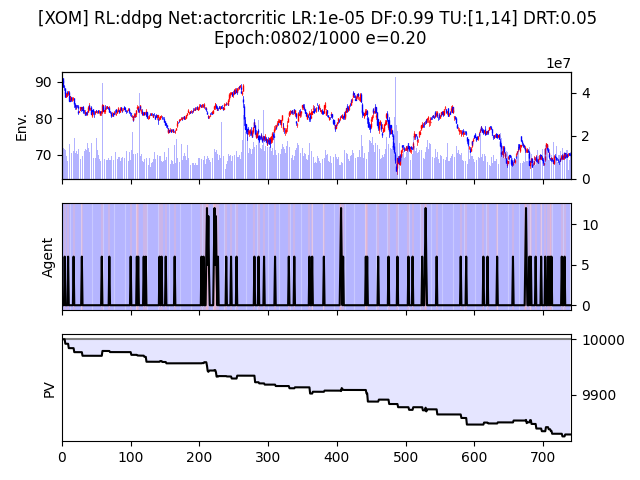 [XOM] RL:ddpg Net:actorcritic LR:1e-05 DF:0.99 TU:[1,14] DRT:0.05
Epoch:0802/1000 e=0.20
1e7
90
80
70
Env.
4
2
0
Agent
10
5
0
PV
10000
9900
0 100 200 300 400 500 600 700